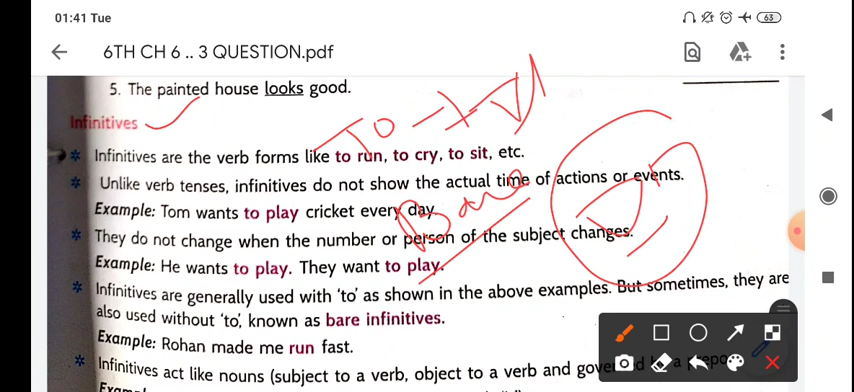 01:41 Tue
63
6TH CH 6 .. 3 QUESTION.pdf
5. The painted house looks good.
Infinitives
To + V1
Infinitives are the verb forms like to run, to cry, to sit, etc.
Unlike verb tenses, infinitives do not show the actual time of actions or events.
Example: Tom wants to play cricket every day.
Bare
They do not change when the number or person of the subject changes.
Example: He wants to play. They want to play.
Infinitives are generally used with ‘to’ as shown in the above examples. But sometimes, they are
also used without ‘to’, known as bare infinitives.
Example: Rohan made me run fast.
Infinitives act like nouns (subject to a verb, object to a verb and